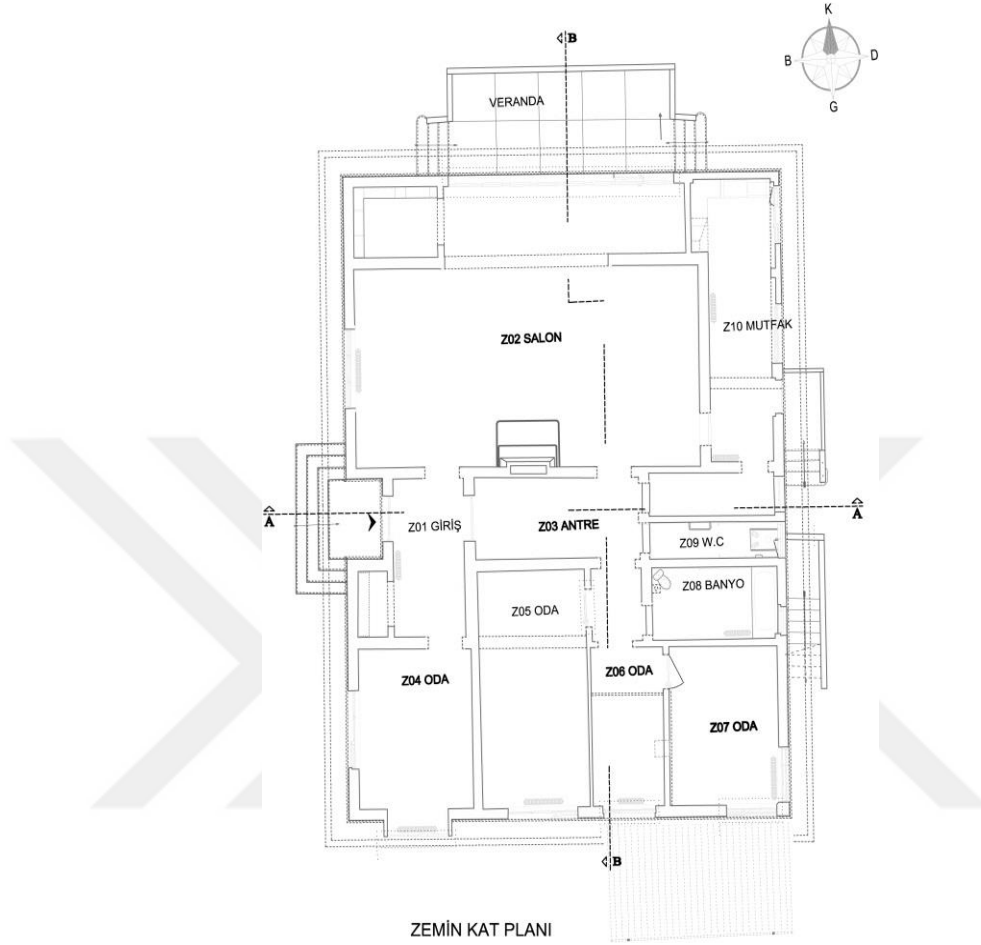 K
B
B
D
G
VERANDA
Z02 SALON
Z10 MUTFAK
A
Z01 GİRİŞ
Z03 ANTRE
A
Z09 W.C
Z08 BANYO
Z05 ODA
Z04 ODA
Z06 ODA
Z07 ODA
B
ZEMİN KAT PLANI